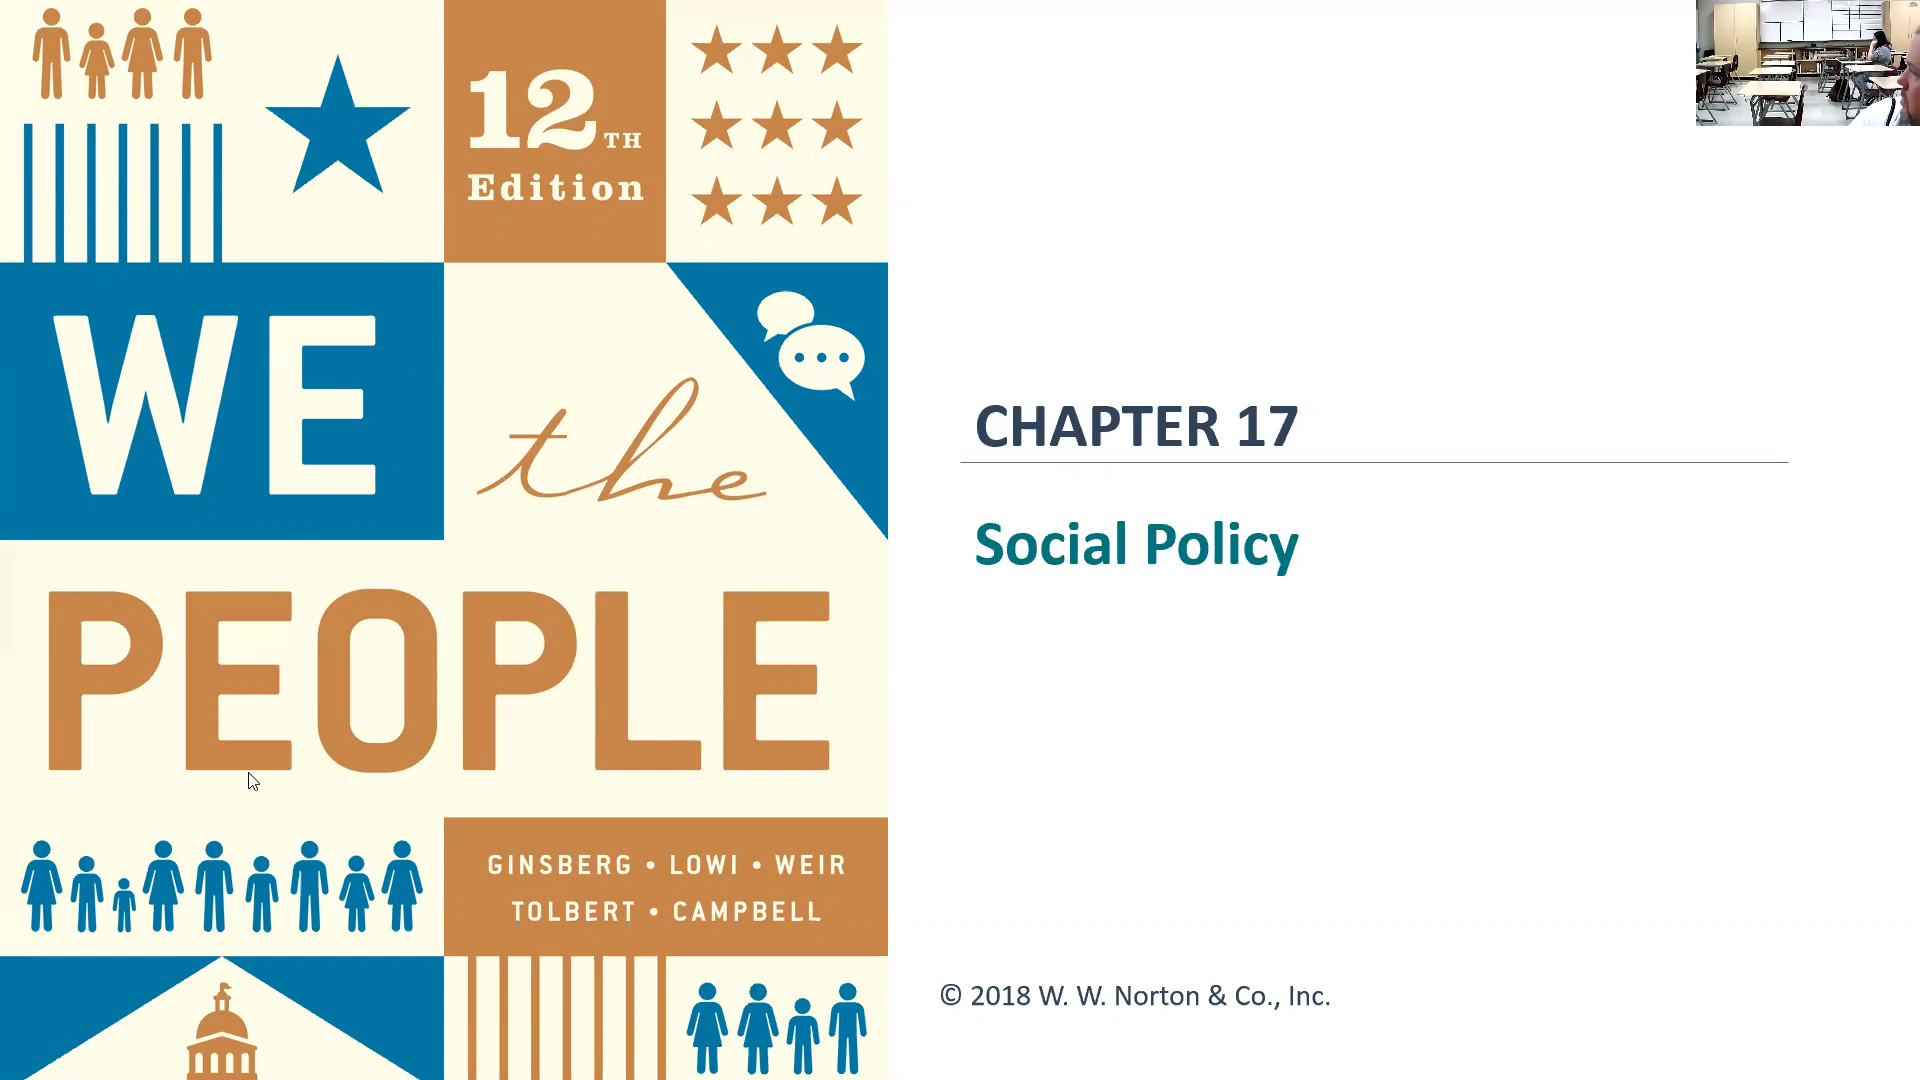 12TH
Edition
WE
the
PEOPLE
GINSBERG • LOWI • WEIR
TOLBERT • CAMPBELL
CHAPTER 17
Social Policy
© 2018 W. W. Norton & Co., Inc.